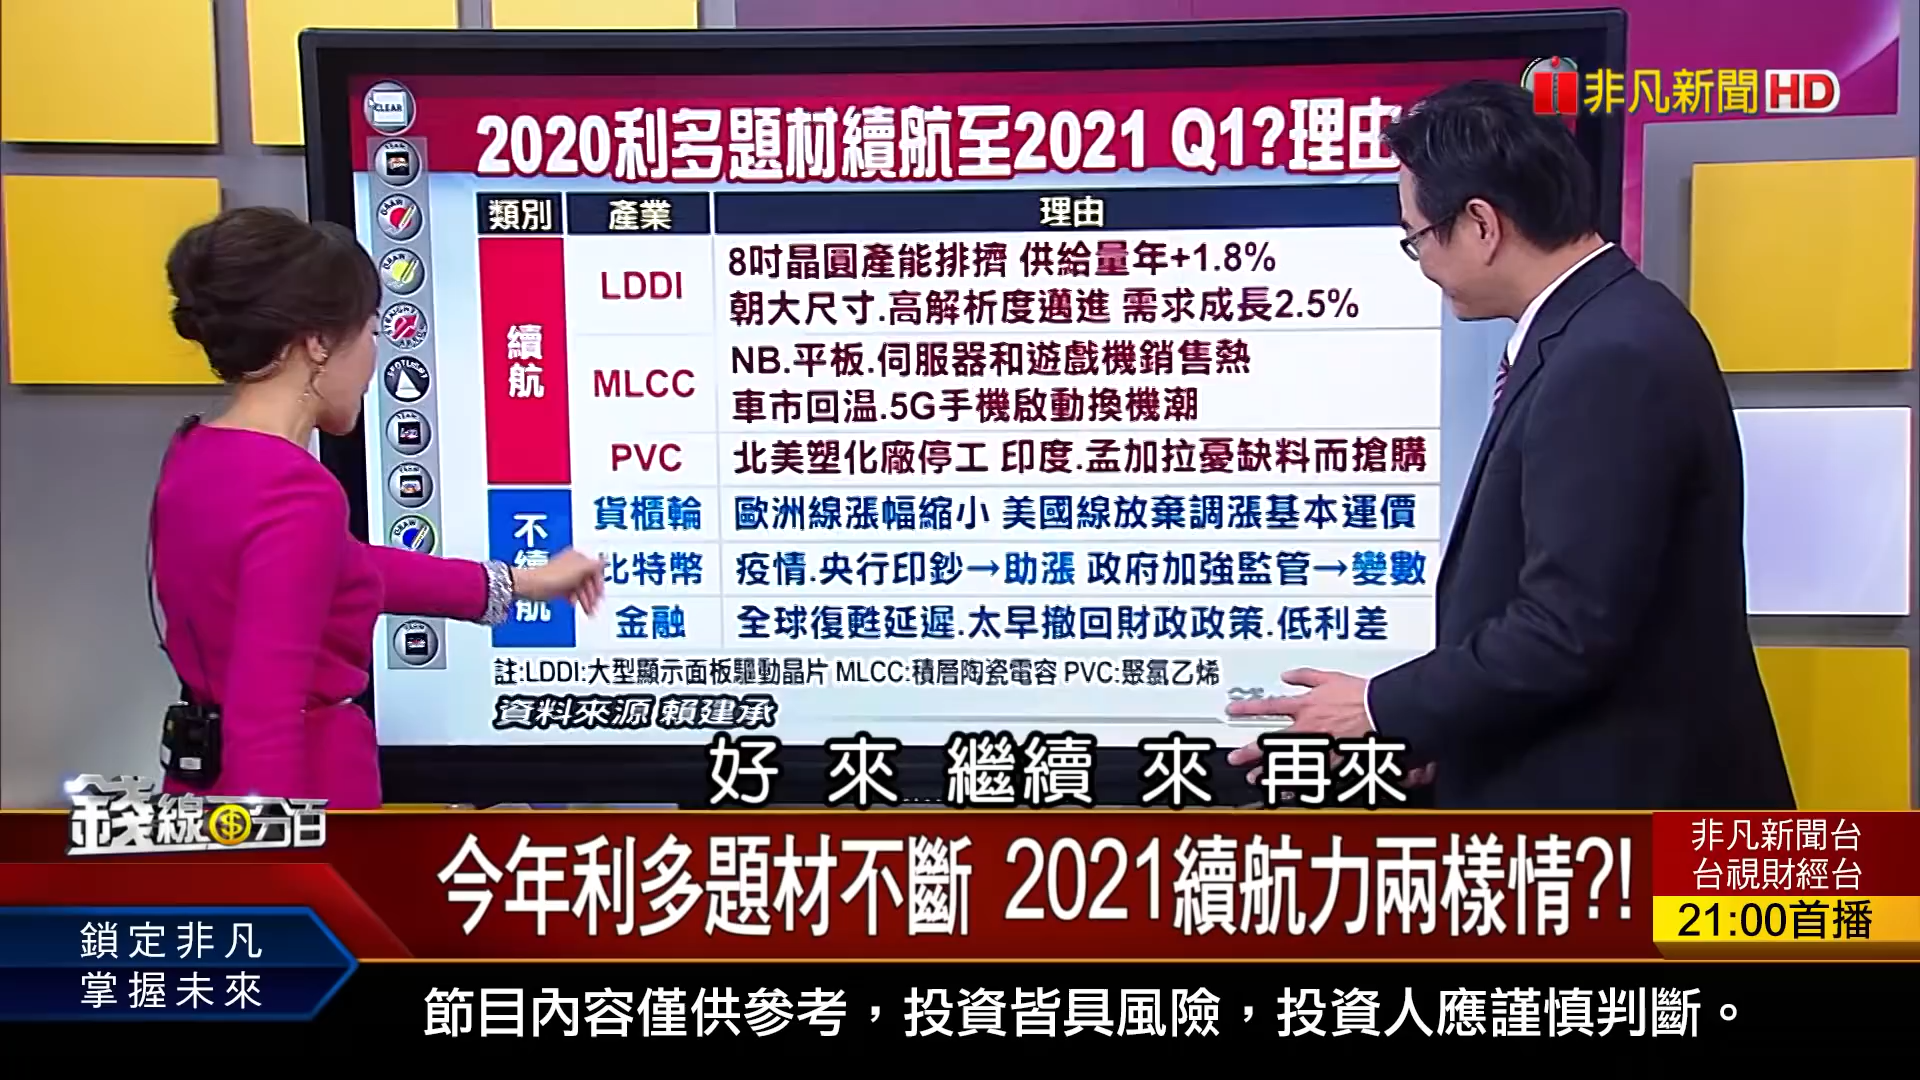 非凡新聞HD
CLEAR
2020利多題材續航至2021 Q1?理由
類別 產業 理由
續航
LDDI
8吋晶圓產能排擠 供給量年+1.8%
朝大尺寸.高解析度邁進 需求成長2.5%
MLCC
NB.平板.伺服器和遊戲機銷售熱
車市回溫.5G手機啟動換機潮
PVC 北美塑化廠停工 印度.孟加拉憂缺料而搶購
不續航
貨櫃輪 歐洲線漲幅縮小 美國線放棄調漲基本運價
比特幣 疫情.央行印鈔→助漲 政府加強監管→變數
金融 全球復甦延遲.太早撤回財政政策.低利差
註:LDDI:大型顯示面板驅動晶片 MLCC:積層陶瓷電容 PVC:聚氯乙烯
資料來源 賴建承
好 來 繼續 來 再來
錢線百分百
今年利多題材不斷 2021續航力兩樣情?!
非凡新聞台
台視財經台
21:00首播
鎖定非凡
掌握未來
節目內容僅供參考，投資皆具風險，投資人應謹慎判斷。